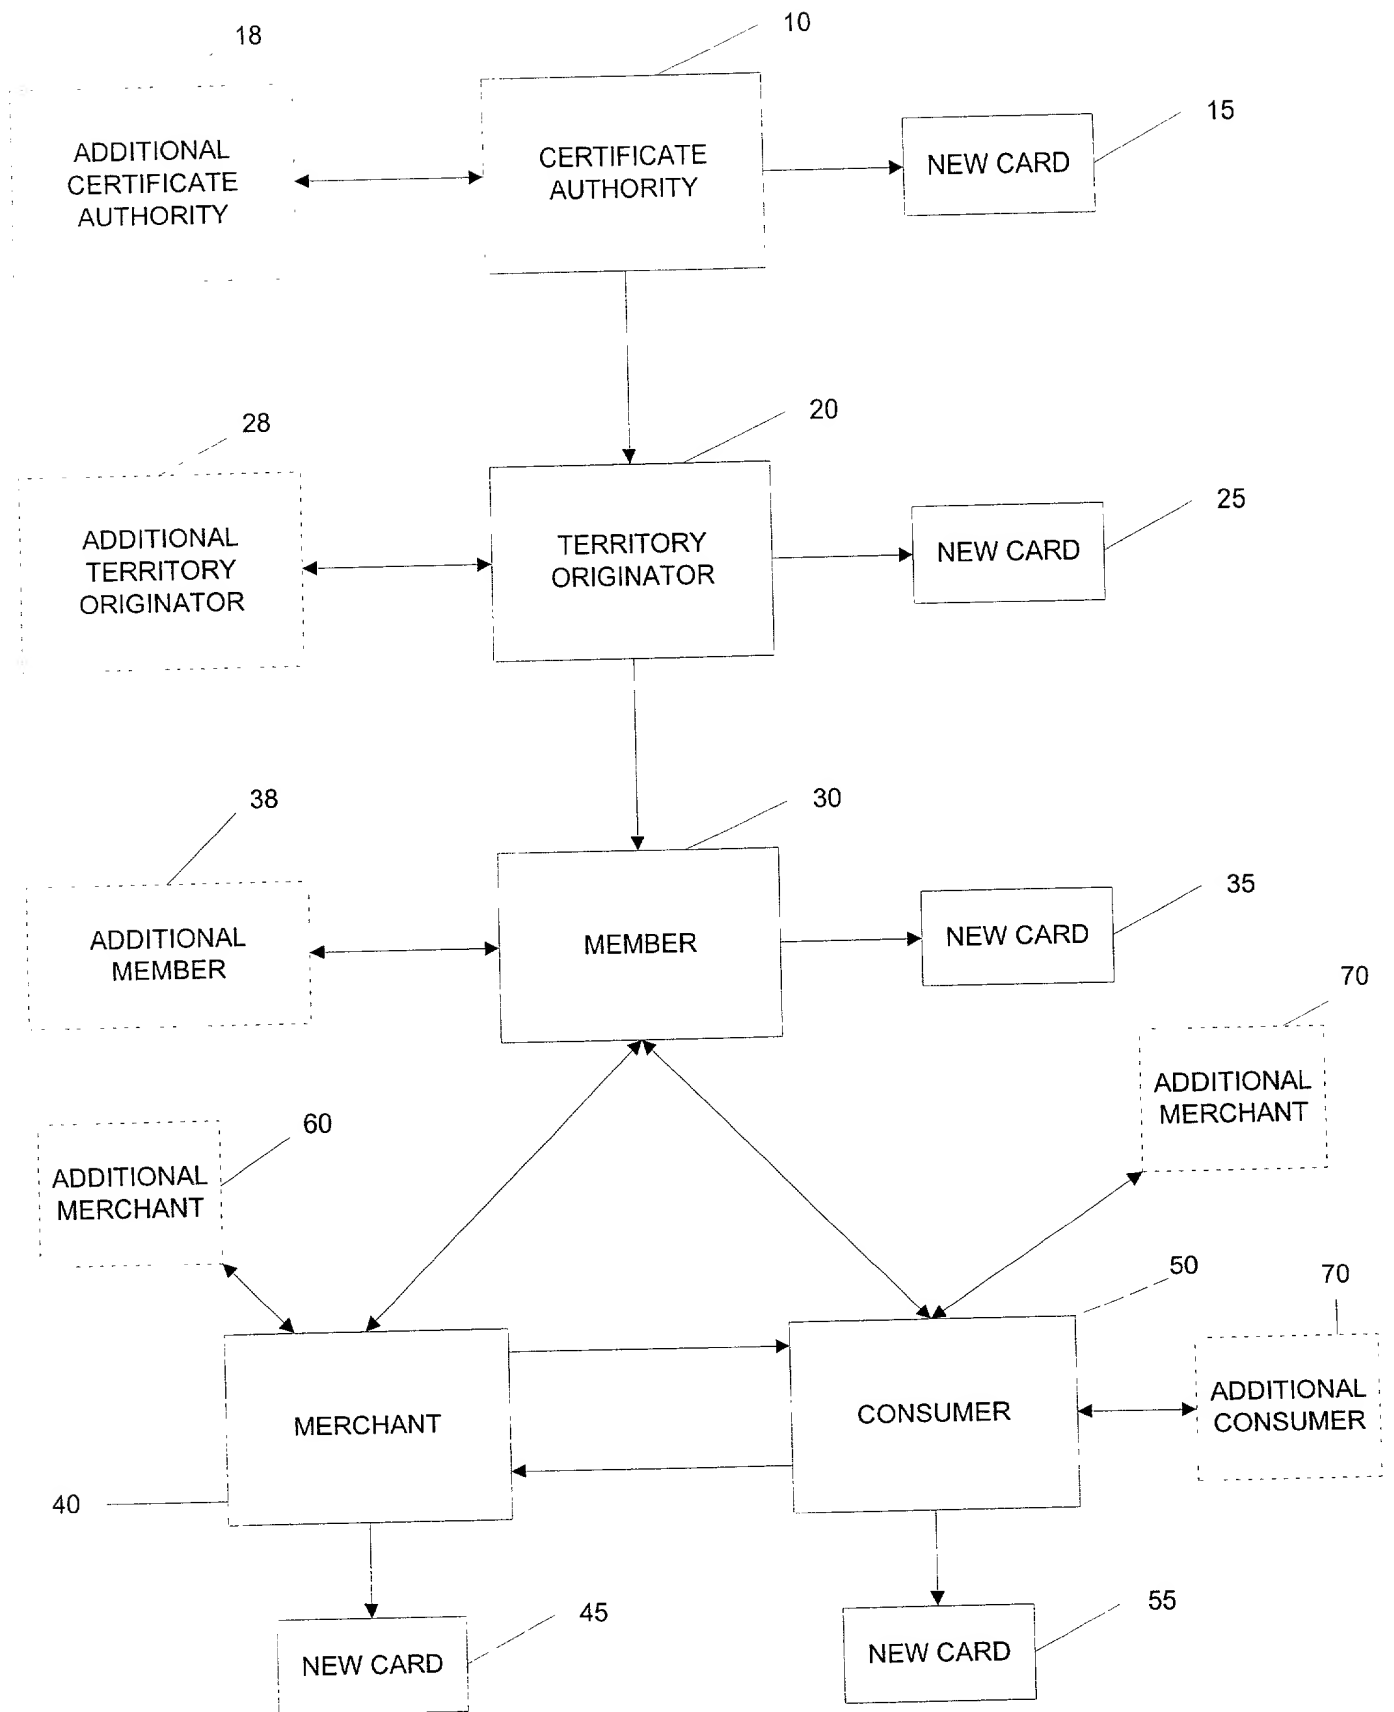 18
10
15
ADDITIONAL
CERTIFICATE
AUTHORITY
CERTIFICATE
AUTHORITY
NEW CARD
28
20
25
ADDITIONAL
TERRITORY
ORIGINATOR
TERRITORY
ORIGINATOR
NEW CARD
38
30
35
ADDITIONAL
MEMBER
MEMBER
NEW CARD
70
ADDITIONAL
MERCHANT
60
ADDITIONAL
MERCHANT
50
70
MERCHANT
CONSUMER
ADDITIONAL
CONSUMER
40
45
55
NEW CARD
NEW CARD